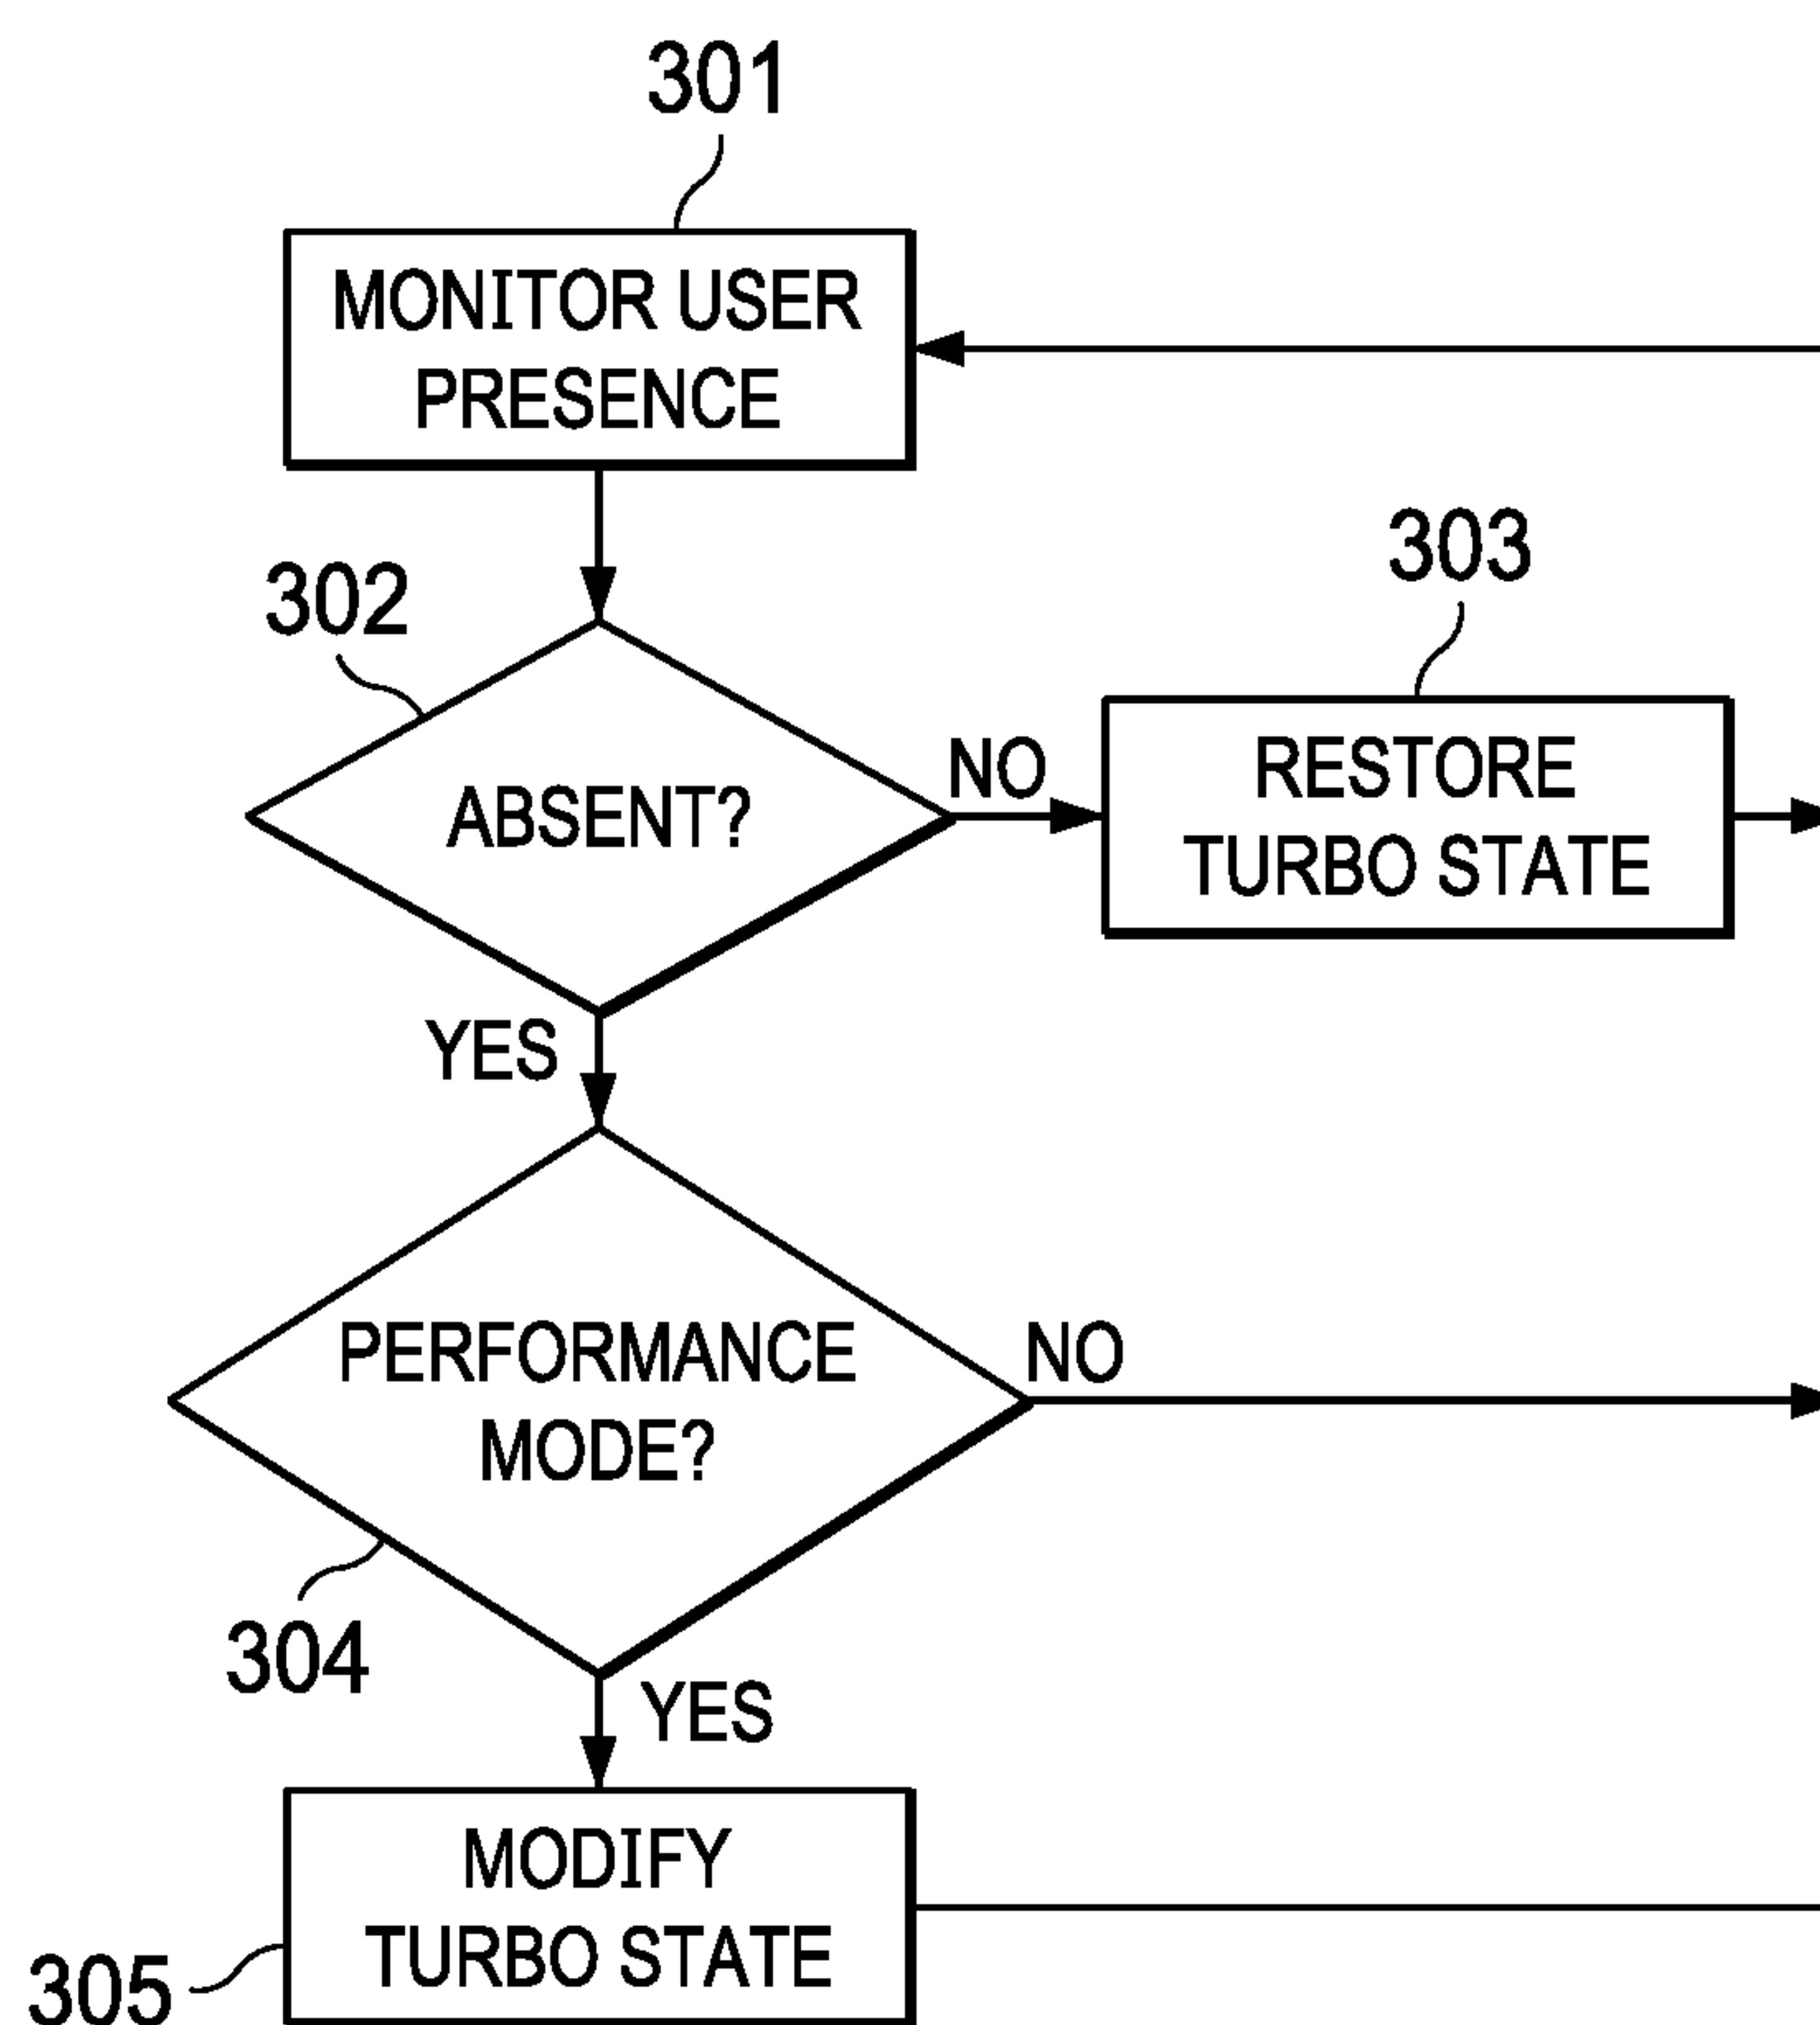 301
MONITOR USER
PRESENCE
302
303
ABSENT?
NO
RESTORE
TURBO STATE
YES
PERFORMANCE
MODE?
NO
304
YES
MODIFY
TURBO STATE
305